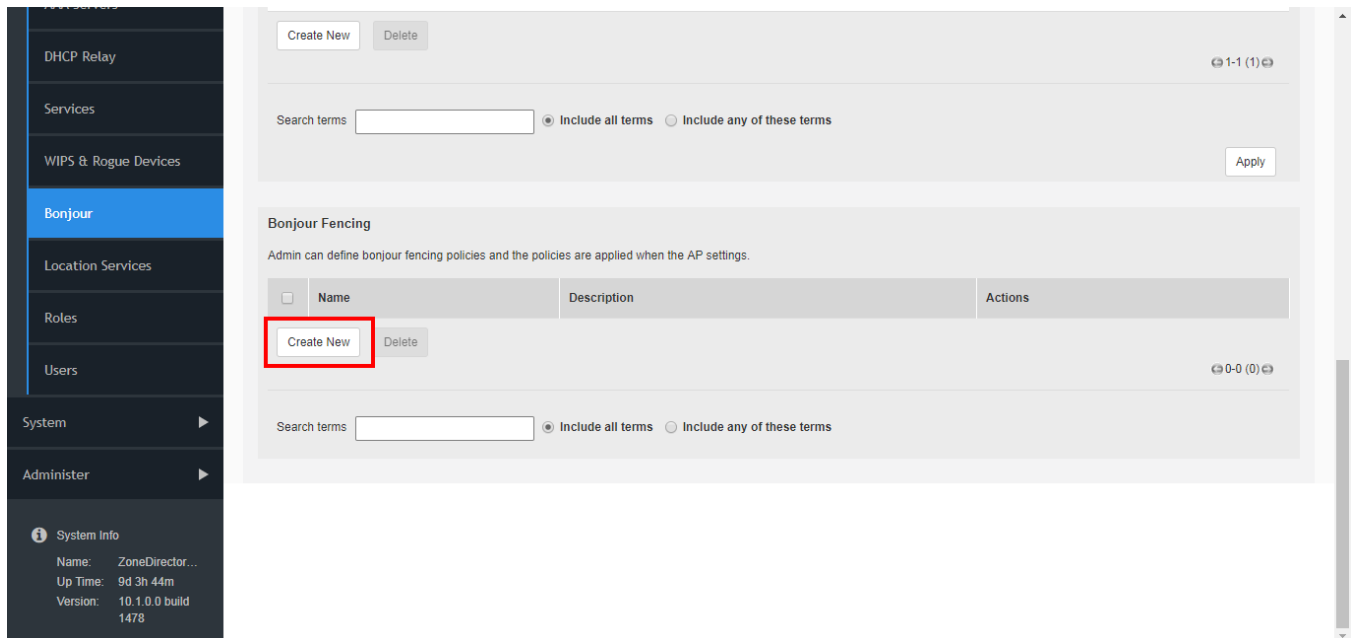 DHCP Relay
Services
WIPS & Rogue Devices
Bonjour
Location Services
Roles
Users
System
Administer
System Info
Name: ZoneDirector...
Up Time: 9d 3h 44m
Version: 10.1.0.0 build
1478
Create New Delete
1-1 (1)
Search terms Include all terms Include any of these terms
Apply
Bonjour Fencing
Admin can define bonjour fencing policies and the policies are applied when the AP settings.
Name Description Actions
Create New Delete
0-0 (0)
Search terms Include all terms Include any of these terms